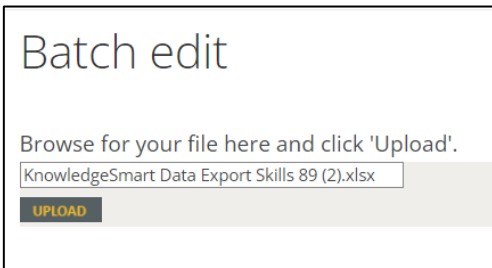 Batch edit
Browse for your file here and click 'Upload'.
KnowledgeSmart Data Export Skills 89 (2).xlsx
UPLOAD